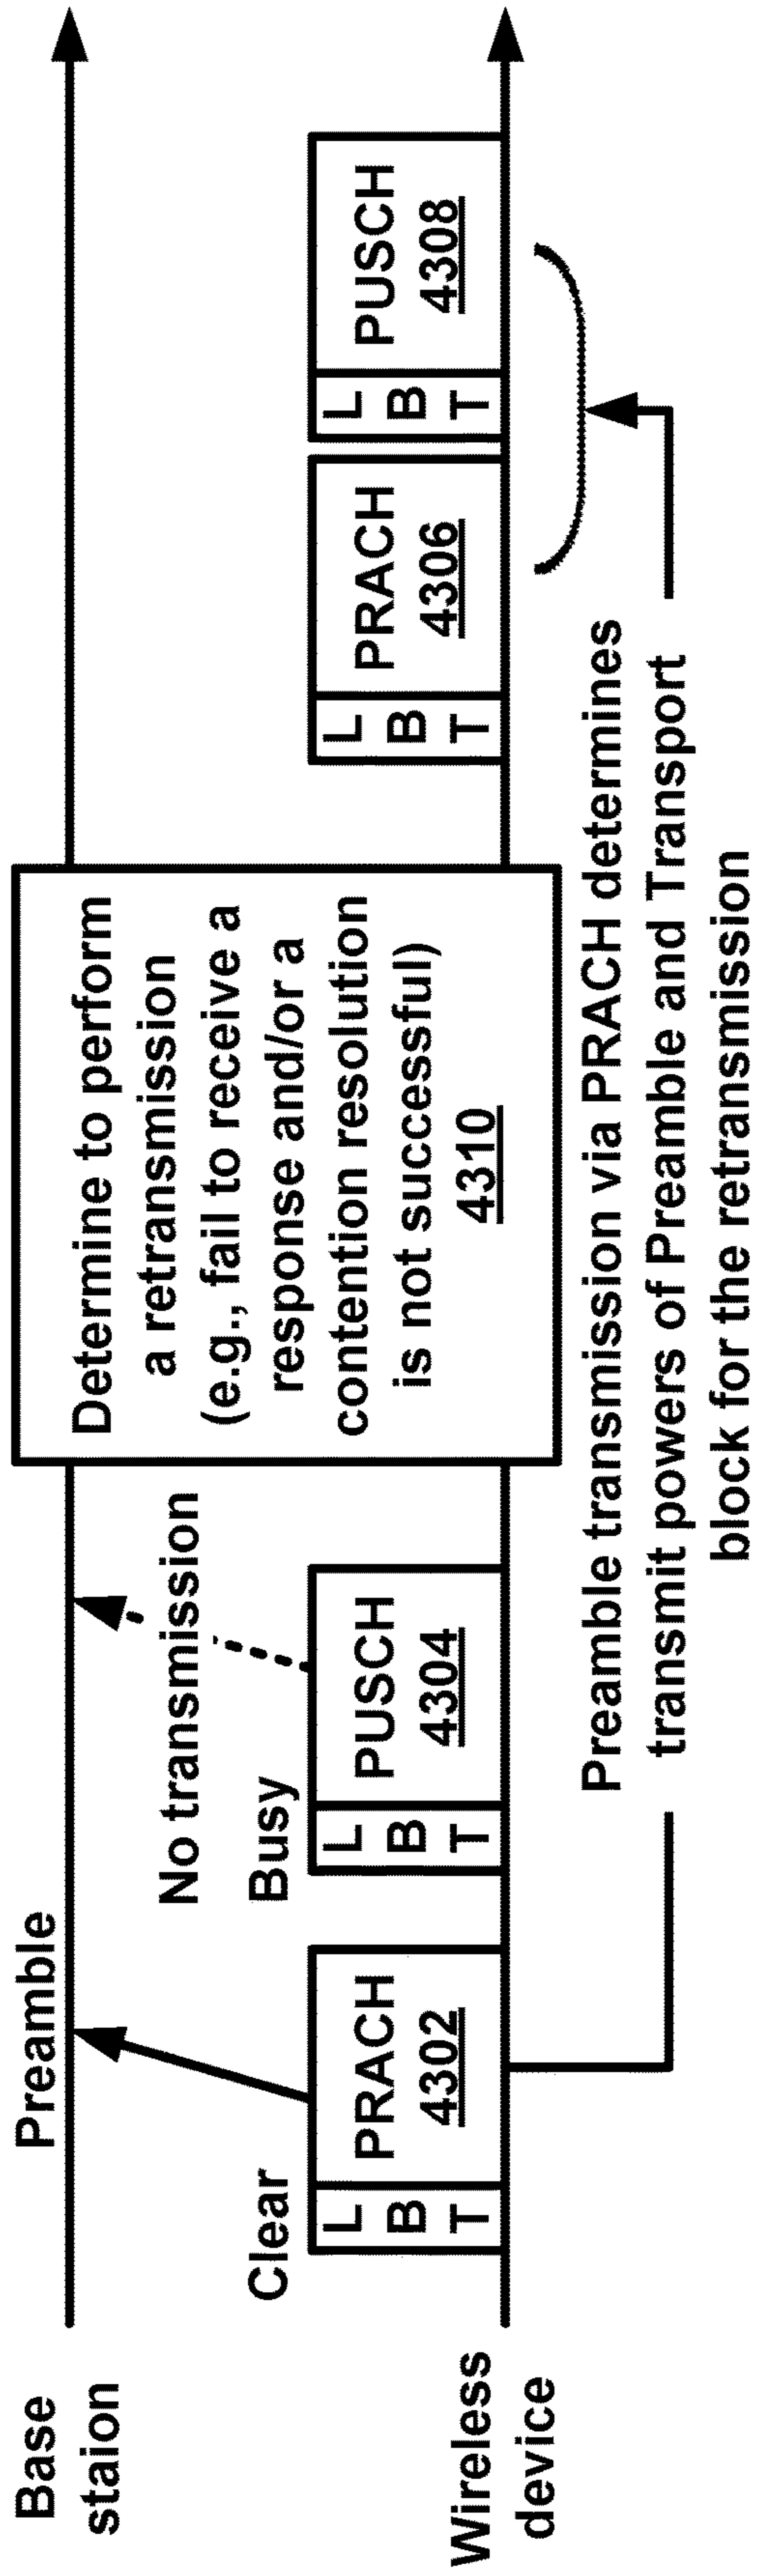 Base
staion
Preamble
No transmission
Clear
L
B
T
PRACH
4302
Busy
L
B
T
PUSCH
4304
Determine to perform
a retransmission
(e.g., fail to receive a
response and/or a
contention resolution
is not successful)
4310
L
B
T
PRACH
4306
L
B
T
PUSCH
4308
Wireless
device
Preamble transmission via PRACH determines
transmit powers of Preamble and Transport
block for the retransmission